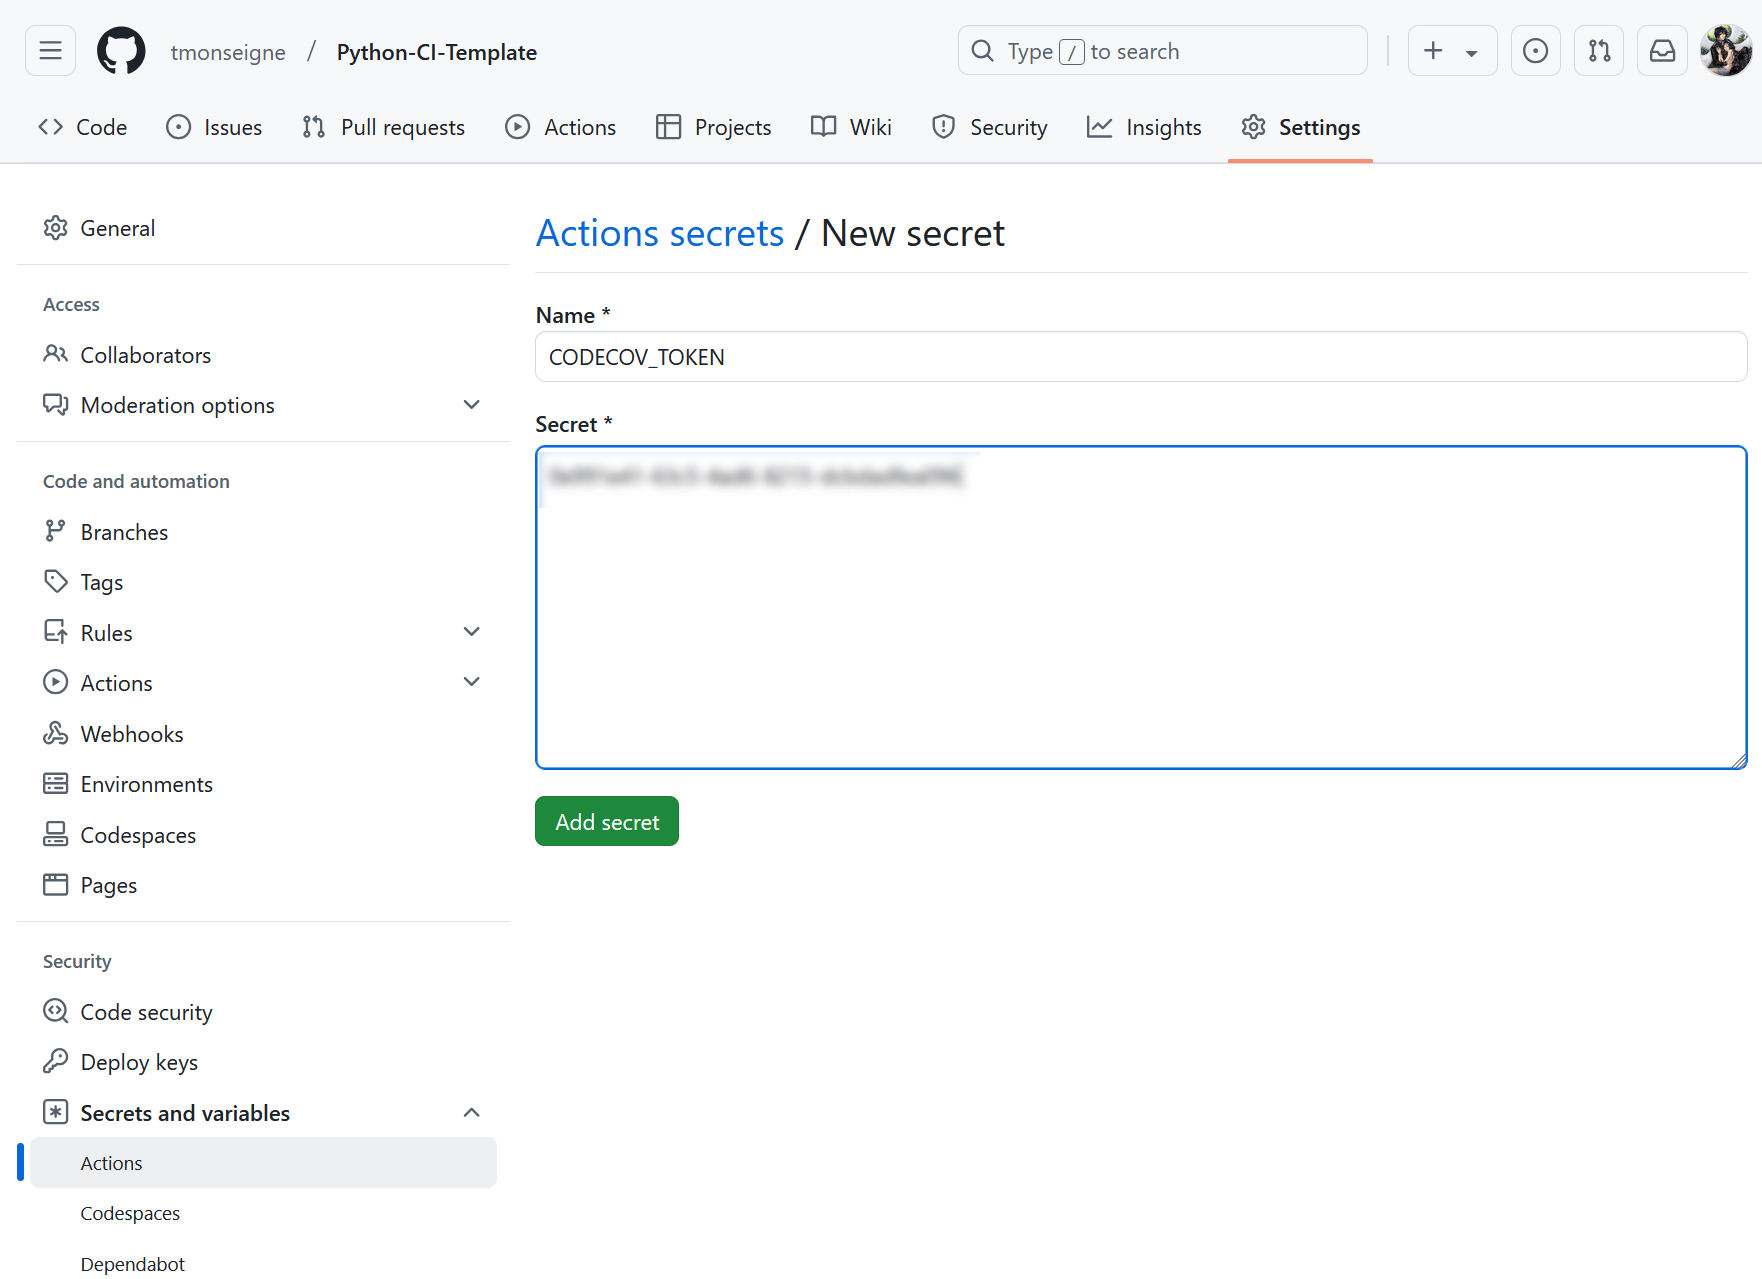 tmonseigne / Python-CI-Template
Type / to search
Code
Issues
Pull requests
Actions
Projects
Wiki
Security
Insights
Settings
General
Access
Collaborators
Moderation options
Code and automation
Branches
Tags
Rules
Actions
Webhooks
Environments
Codespaces
Pages
Security
Code security
Deploy keys
Secrets and variables
Actions
Codespaces
Dependabot
Actions secrets / New secret
Name *
CODECOV_TOKEN
Secret *
Add secret